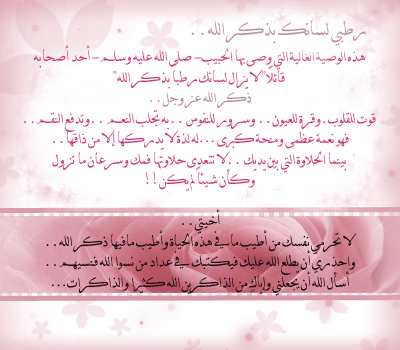 رطبي لسانك بذكر الله . .
هذه الوصية الغالية التي وصى بها الحبيب- صلى الله عليه وسلم - أحد أصحابه
قائلاً "لا يزال لسانك رطباً بذكر الله"
ذكر الله عز وجل . .
قوت للقلوب . وقرة للعيون . . وسرور للنفوس . . به تجلب النعم . . وتدفع النقم . .
فهو نعمة عظمى ومنحة كبرى ... له لذة لا يدركها إلا من ذاقها . .
بينما الحلاوة التي بين يديك . . لا تتعدى حلاوتها فمك وسرعان ما تزول
وكأن شيئاً لم يكن ! !
أخيتي . .
لا تحرمي نفسك من أطيب ما في هذه الحياة وأطيب ما فيها ذكر الله . .
واحذري أن يطلع الله عليك فيكتبك في عداد من نسوا الله فنسيهم . .
أسأل الله أن يجعلني وإياك من الذاكرين الله كثيرا والذاكرات ...